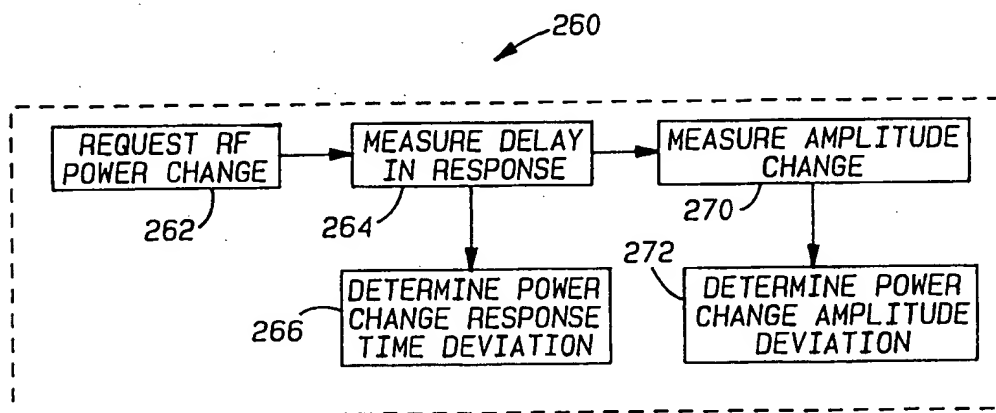 260
REQUEST RF
POWER CHANGE
262
MEASURE DELAY
IN RESPONSE
264
MEASURE AMPLITUDE
CHANGE
270
DETERMINE POWER
CHANGE RESPONSE
TIME DEVIATION
266
272
DETERMINE POWER
CHANGE AMPLITUDE
DEVIATION